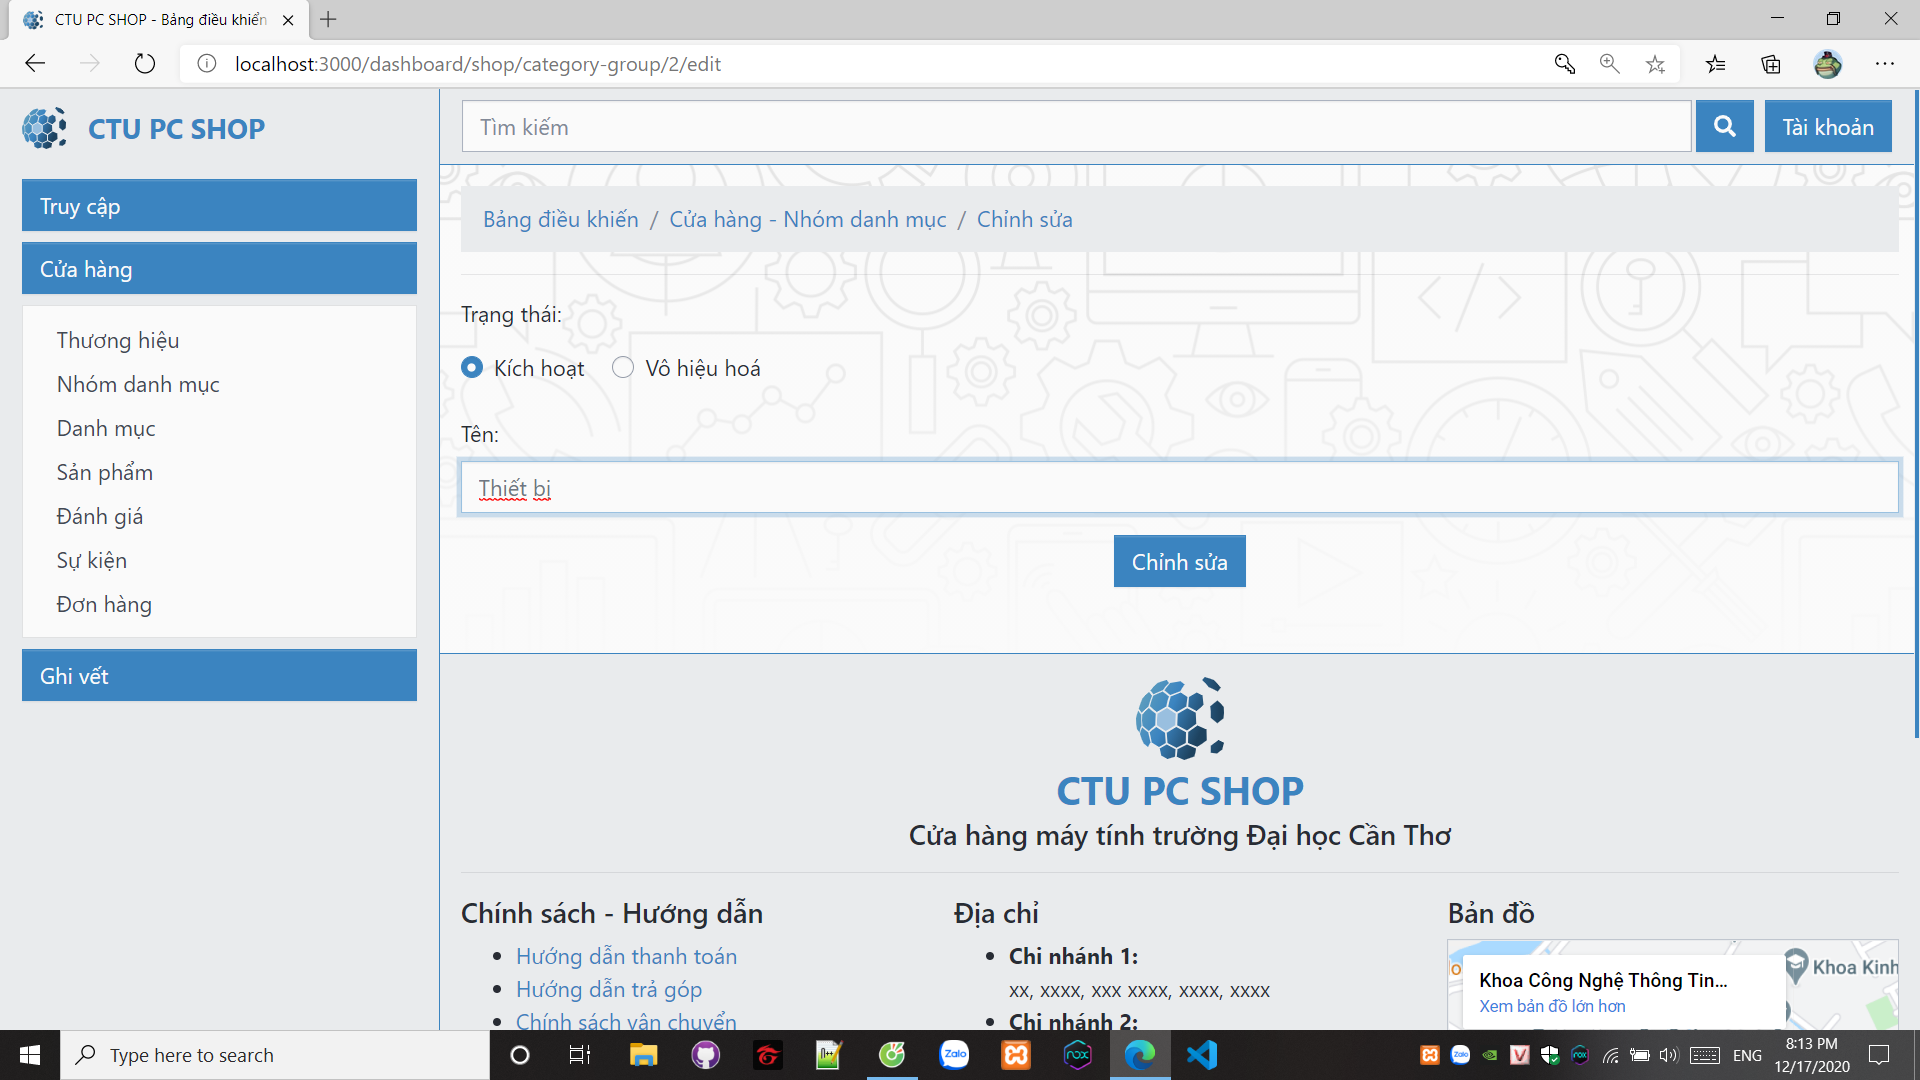 CTU PC SHOP - Bảng điều khiển
localhost:3000/dashboard/shop/category-group/2/edit
CTU PC SHOP
Tìm kiếm
Tài khoản
Truy cập
Cửa hàng
Thương hiệu
Nhóm danh mục
Danh mục
Sản phẩm
Đánh giá
Sự kiện
Đơn hàng
Ghi vết
Bảng điều khiển / Cửa hàng - Nhóm danh mục / Chỉnh sửa
Trạng thái:
Kích hoạt
Vô hiệu hoá
Tên:
Thiết bị
Chỉnh sửa
CTU PC SHOP
Cửa hàng máy tính trường Đại học Cần Thơ
Chính sách - Hướng dẫn
Hướng dẫn thanh toán
Hướng dẫn trả góp
Chính sách vận chuyển
Địa chỉ
Chi nhánh 1:
xx, xxxx, xxx xxxx, xxxx, xxxx
Chi nhánh 2:
Bản đồ
Khoa Công Nghệ Thông Tin...
Xem bản đồ lớn hơn
Khoa Kinh
Type here to search
Zalo
nox
ENG
8:13 PM
12/17/2020